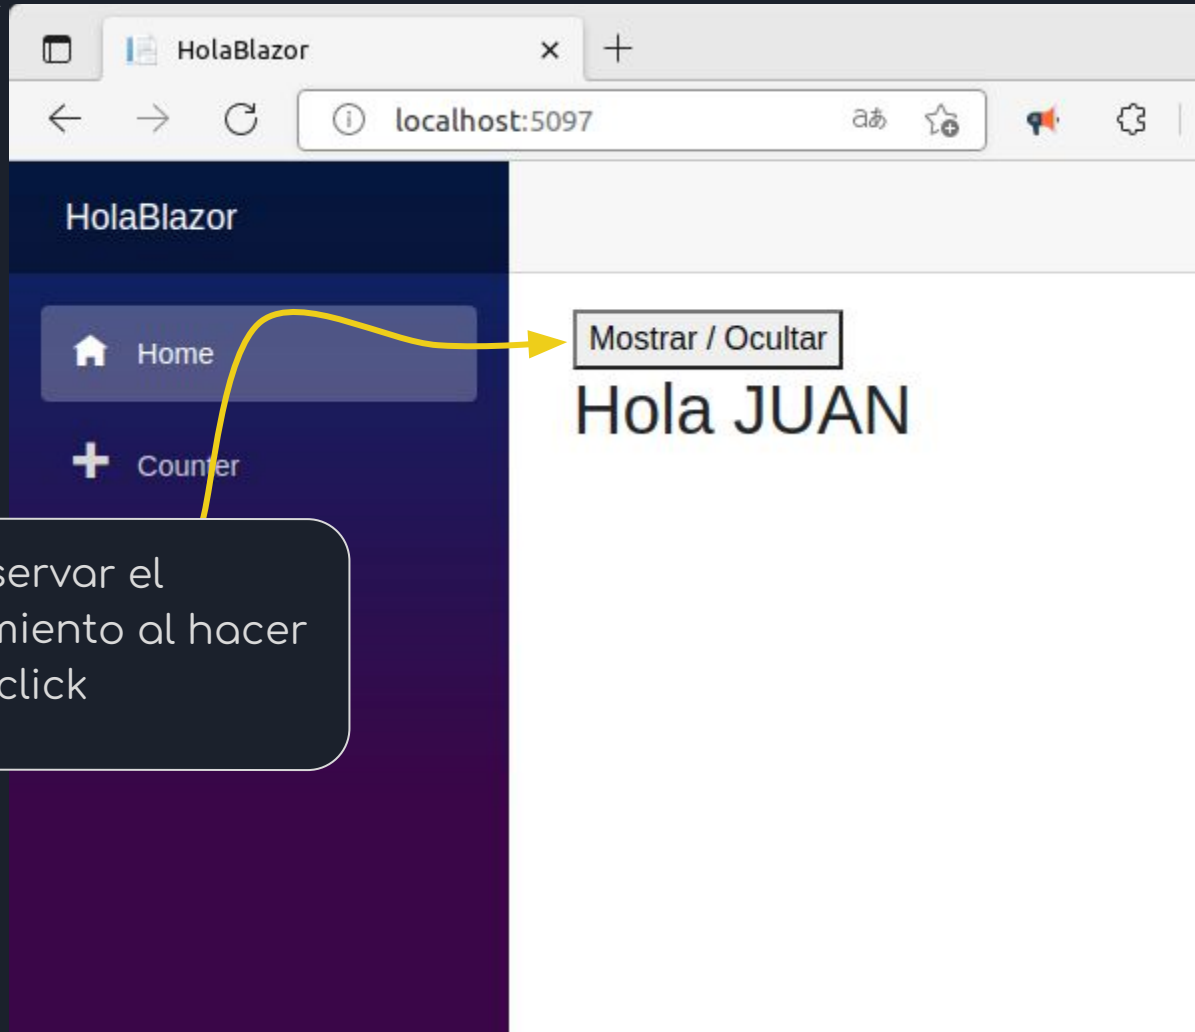 HolaBlazor
localhost:5097
aあ
HolaBlazor
Home
Mostrar / Ocultar
Hola JUAN
Counter
servar el
miento al hacer
click